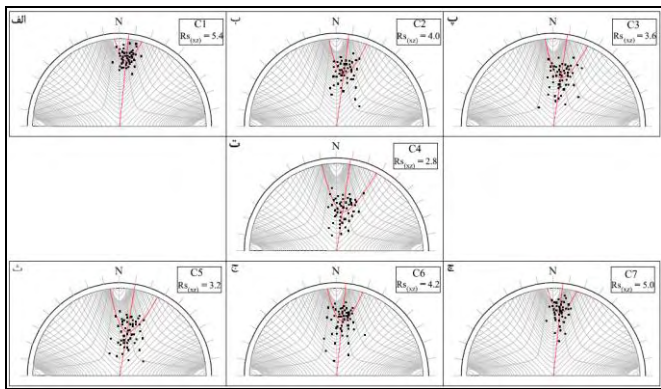 الف
N
C1
Rs(xz) = 5.4
ب
N
C2
Rs(xz) = 4.0
پ
N
C3
Rs(xz) = 3.6
ت
N
C4
Rs(xz) = 2.8
ث
N
C5
Rs(xz) = 3.2
ج
N
C6
Rs(xz) = 4.2
چ
N
C7
Rs(xz) = 5.0